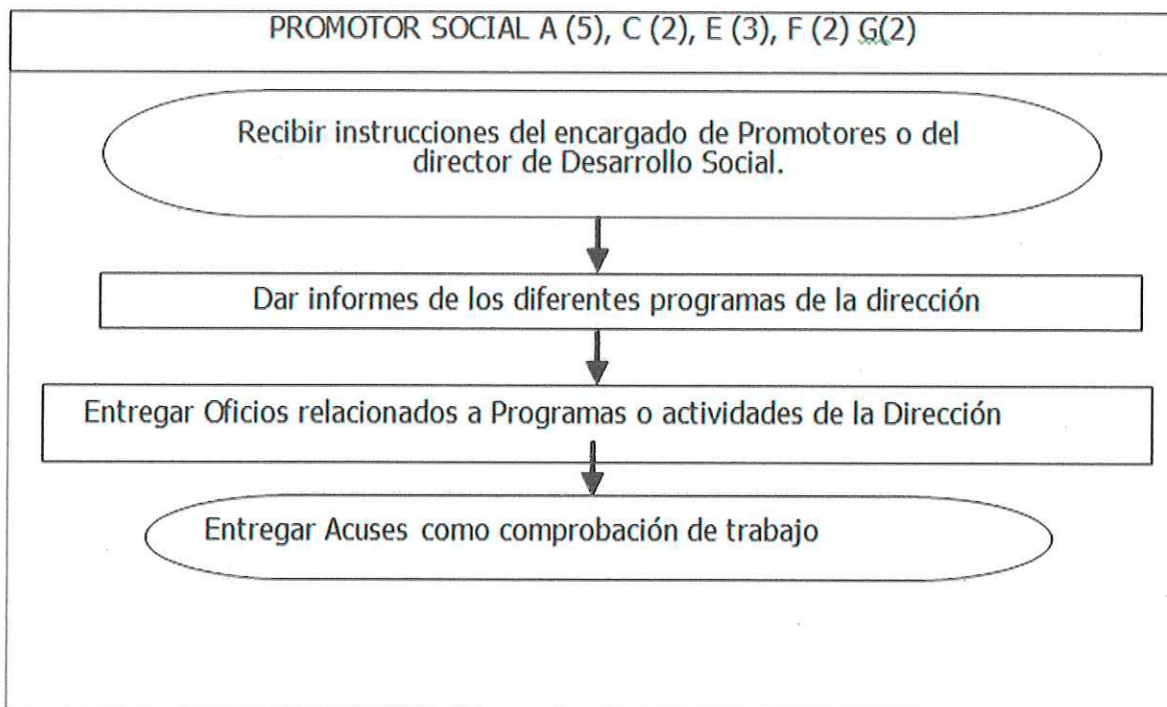 PROMOTOR SOCIAL A (5), C (2), E (3), F (2) G(2)
Recibir instrucciones del encargado de Promotores o del
director de Desarrollo Social.
Dar informes de los diferentes programas de la dirección
Entregar Oficios relacionados a Programas o actividades de la Dirección
Entregar Acuses como comprobación de trabajo